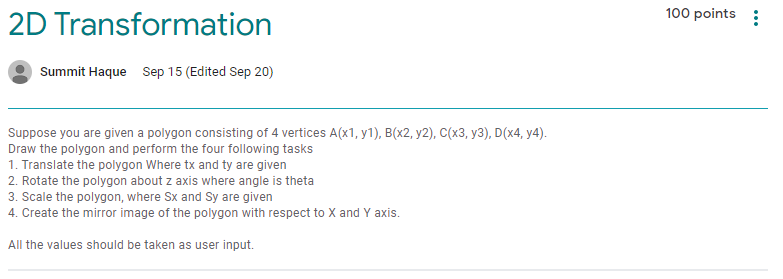 2D Transformation
100 points
Summit Haque Sep 15 (Edited Sep 20)
Suppose you are given a polygon consisting of 4 vertices A(x1, y1), B(x2, y2), C(x3, y3), D(x4, y4).
Draw the polygon and perform the four following tasks
1. Translate the polygon Where tx and ty are given
2. Rotate the polygon about z axis where angle is theta
3. Scale the polygon, where Sx and Sy are given
4. Create the mirror image of the polygon with respect to X and Y axis.
All the values should be taken as user input.